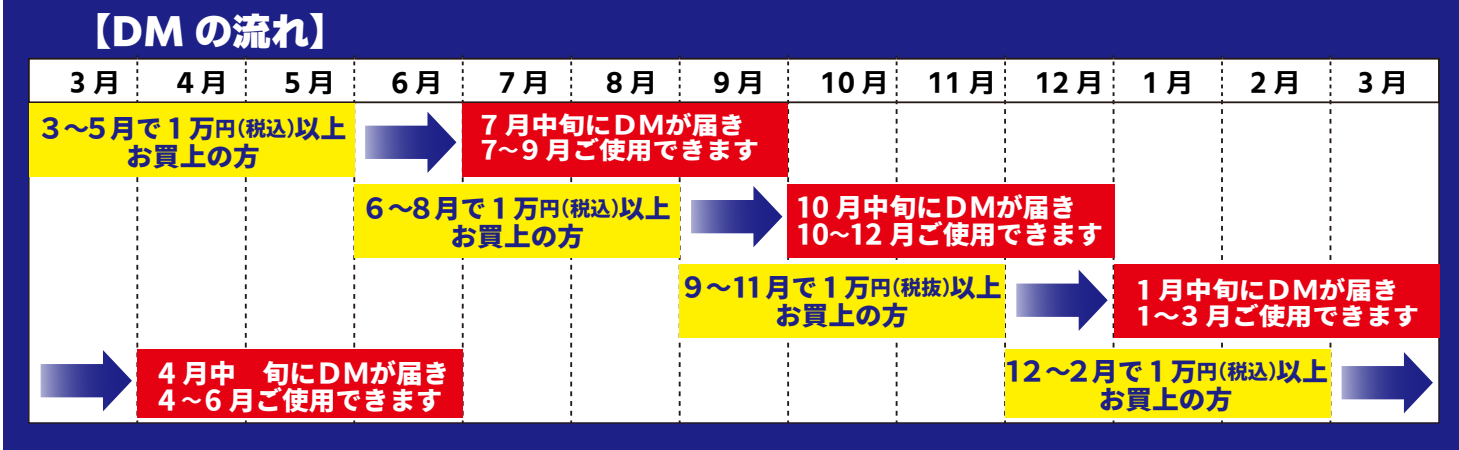 【DMの流れ】
3月 4月 5月 6月 7月 8月 9月 10月 11月 12月 1月 2月 3月
3〜5月で1万円(税込)以上
お買上の方
7月中旬にDMが届き
7〜9月ご使用できます
6〜8月で1万円(税込)以上
お買上の方
10月中旬にDMが届き
10〜12月ご使用できます
9〜11月で1万円(税抜)以上
お買上の方
1月中旬にDMが届き
1〜3月ご使用できます
4月中　旬にDMが届き
4〜6月ご使用できます
12〜2月で1万円(税込)以上
お買上の方